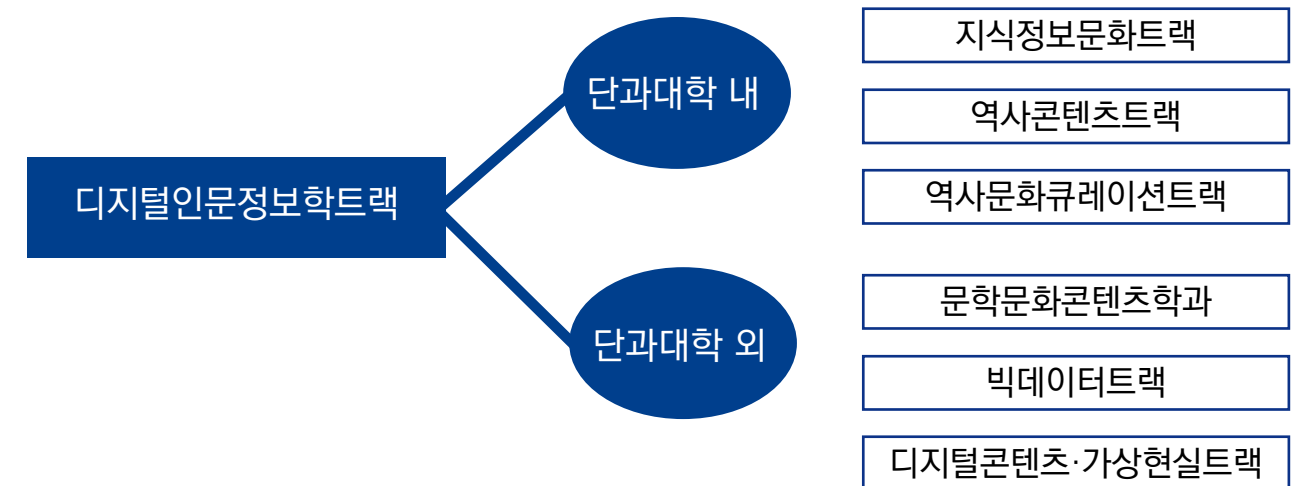 디지털인문정보학트랙
단과대학 내
지식정보문화트랙
역사콘텐츠트랙
역사문화큐레이션트랙
단과대학 외
문학문화콘텐츠학과
빅데이터트랙
디지털콘텐츠·가상현실트랙